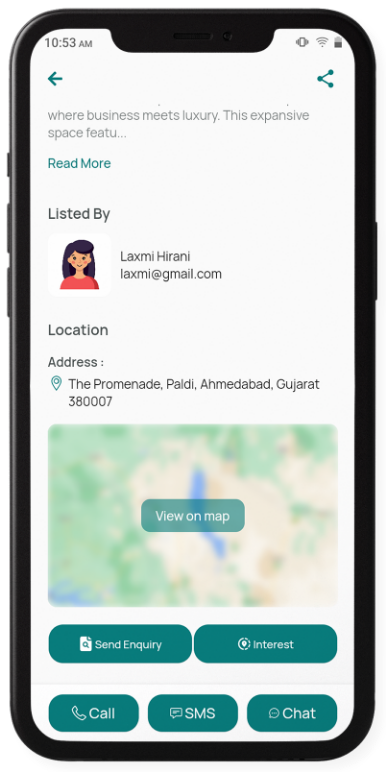 10:53 AM
where business meets luxury. This expansive
space featu...
Read More
Listed By
Laxmi Hirani
laxmi@gmail.com
Location
Address :
The Promenade, Paldi, Ahmedabad, Gujarat
380007
View on map
Send Enquiry
Interest
Call
SMS
Chat